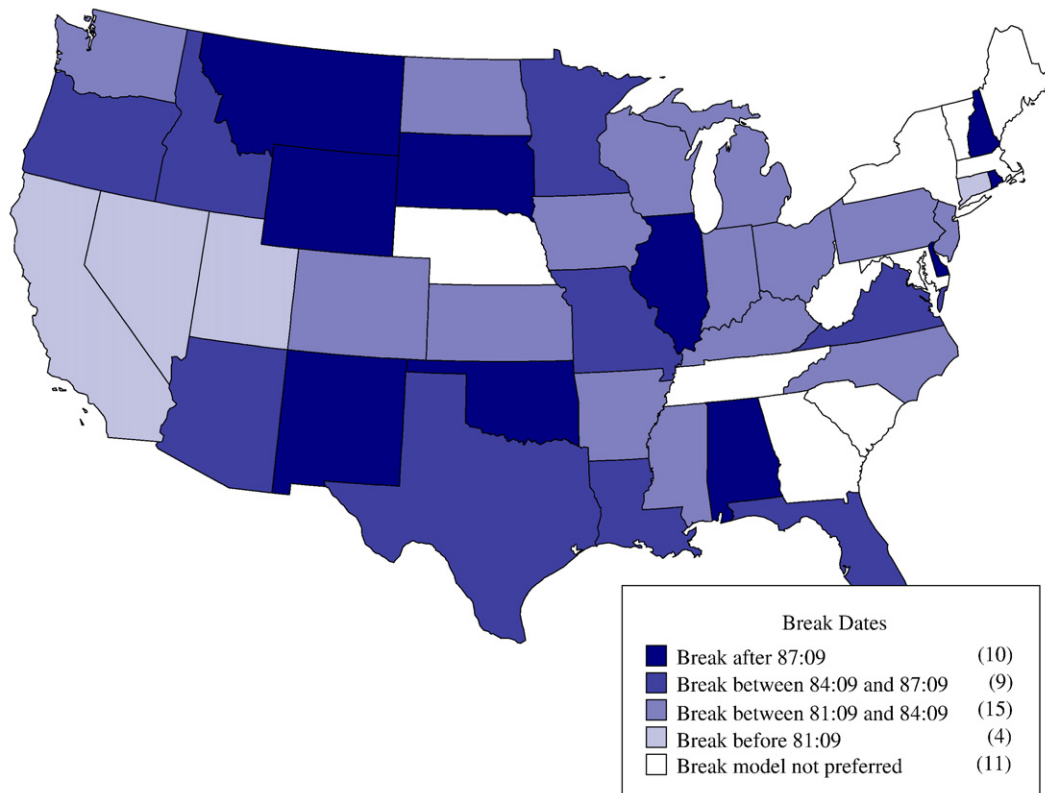 Break Dates
Break after 87:09 (10)
Break between 84:09 and 87:09 (9)
Break between 81:09 and 84:09 (15)
Break before 81:09 (4)
Break model not preferred (11)